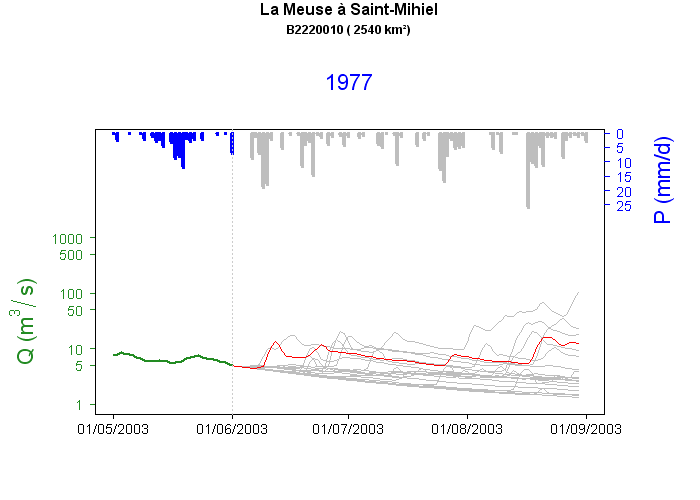 La Meuse à Saint-Mihiel
B2220010 ( 2540 km²)
1977
0
5
10
15
20
25
P (mm/d)
1000
500
100
50
10
5
1
Q (m³/ s)
01/05/2003 01/06/2003 01/07/2003 01/08/2003 01/09/2003